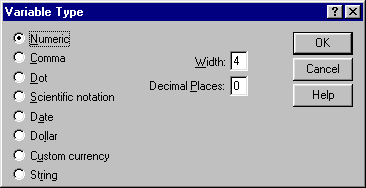 Variable Type
Numeric
Comma
Dot
Scientific notation
Date
Dollar
Custom currency
String
Width: 4
Decimal Places: 0
OK
Cancel
Help